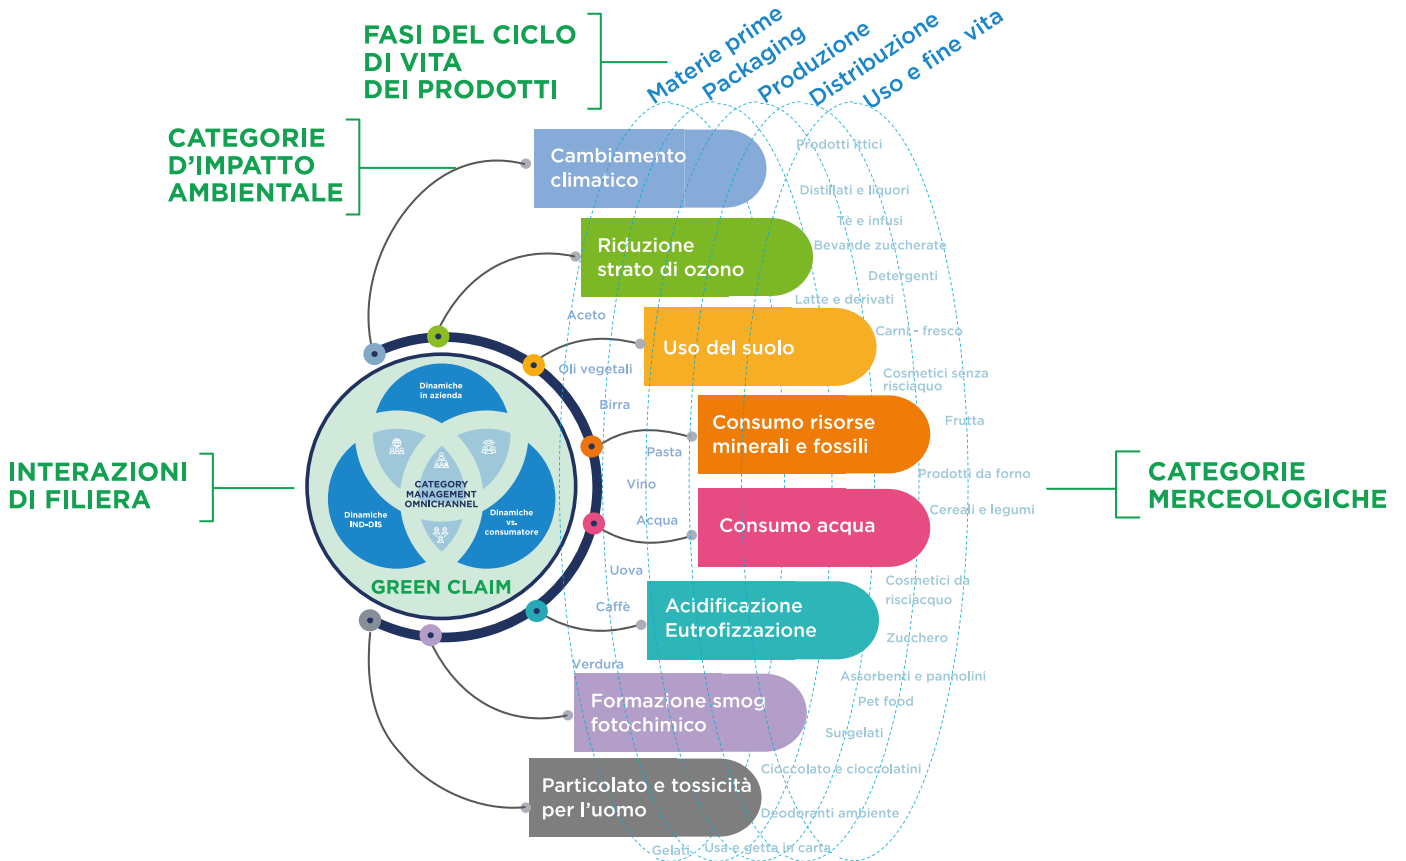 FASI DEL CICLO
DI VITA
DEI PRODOTTI
Materie prime
Packaging
Produzione
Distribuzione
Uso e fine vita
CATEGORIE
D'IMPATTO
AMBIENTALE
Cambiamento
climatico
Riduzione
strato di ozono
Uso del suolo
Consumo risorse
minerali e fossili
Consumo acqua
Acidificazione
Eutrofizzazione
Formazione smog
fotochimico
Particolato e tossicità
per l'uomo
INTERAZIONI
DI FILIERA
Dinamiche
in azienda
CATEGORY
MANAGEMENT
OMNICHANNEL
Dinamiche
IND-DIS
Dinamiche
vs.
consumatore
GREEN CLAIM
Aceto
Oli vegetali
Birra
Pasta
Vino
Acqua
Uova
Caffè
Verdura
Prodotti ittici
Distillati e liquori
Tè e infusi
Bevande zuccherate
Detergenti
Latte e derivati
Carni - fresco
Cosmetici senza
risciaquo
Frutta
Prodotti da forno
Cereali e legumi
Cosmetici da
risciacquo
Zucchero
Assorbenti e pannolini
Pet food
Surgelati
Cioccolato e cioccolatini
Deodoranti ambiente
Gelati
Usa e getta in carta
CATEGORIE
MERCEOLOGICHE